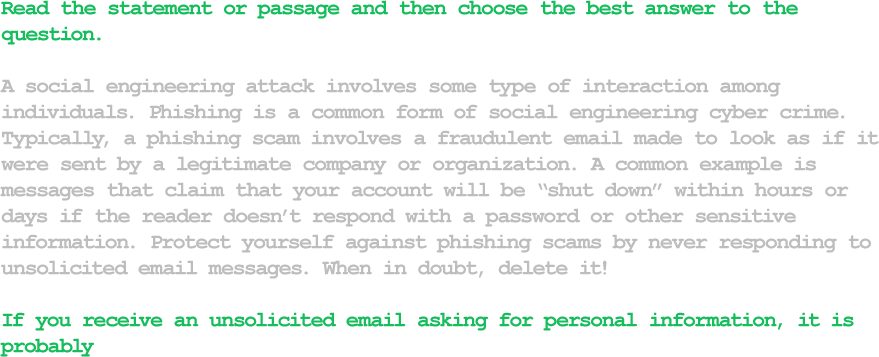 Read the statement or passage and then choose the best answer to the
question.
A social engineering attack involves some type of interaction among
individuals. Phishing is a common form of social engineering cyber crime.
Typically, a phishing scam involves a fraudulent email made to look as if it
were sent by a legitimate company or organization. A common example is
messages that claim that your account will be “shut down” within hours or
days if the reader doesn’t respond with a password or other sensitive
information. Protect yourself against phishing scams by never responding to
unsolicited email messages. When in doubt, delete it!
If you receive an unsolicited email asking for personal information, it is
probably